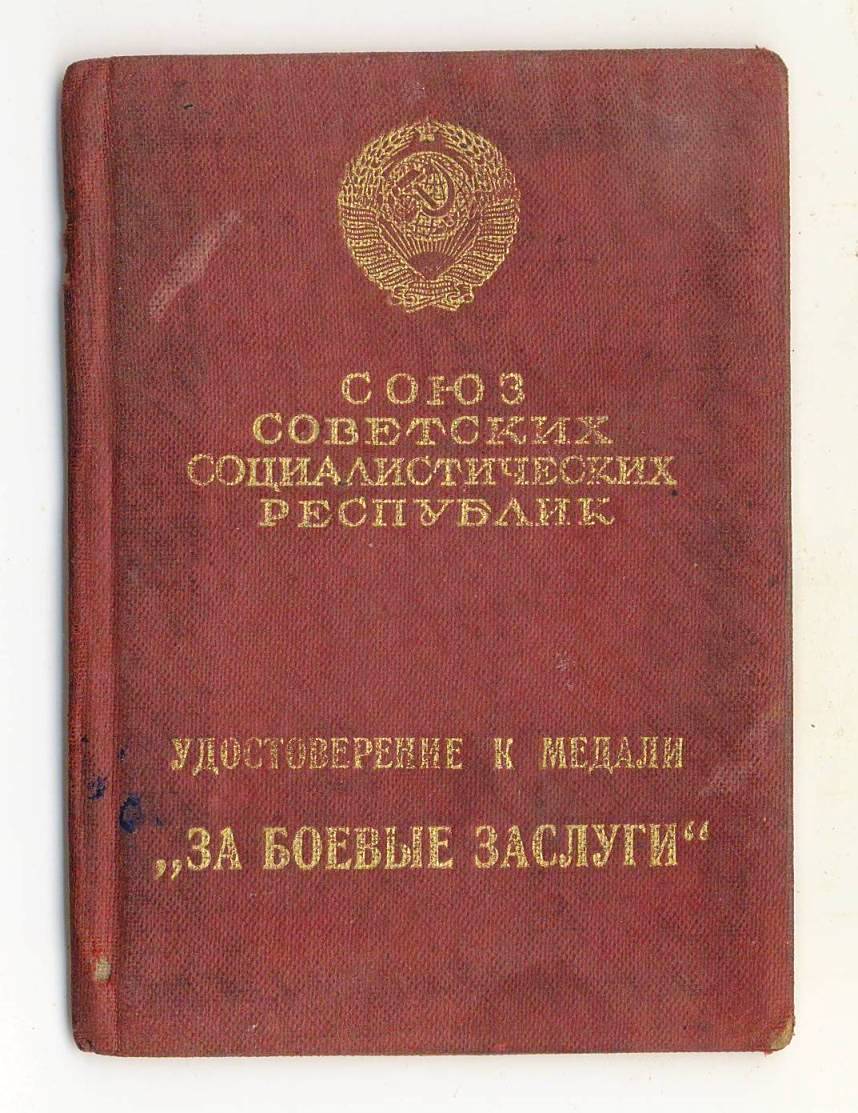 СОЮЗ
СОВЕТСКИХ
СОЦИАЛИСТИЧЕСКИХ
РЕСПУБЛИК
УДОСТОВЕРЕНИЕ К МЕДАЛИ
„ЗА БОЕВЫЕ ЗАСЛУГИ“